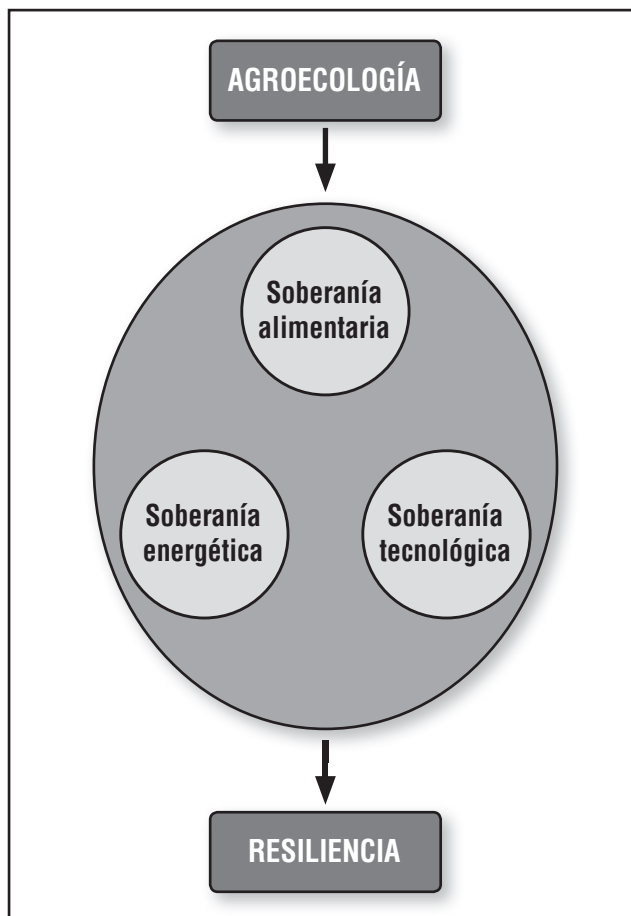 AGROECOLOGÍA
Soberanía
alimentaria
Soberanía
energética
Soberanía
tecnológica
RESILIENCIA